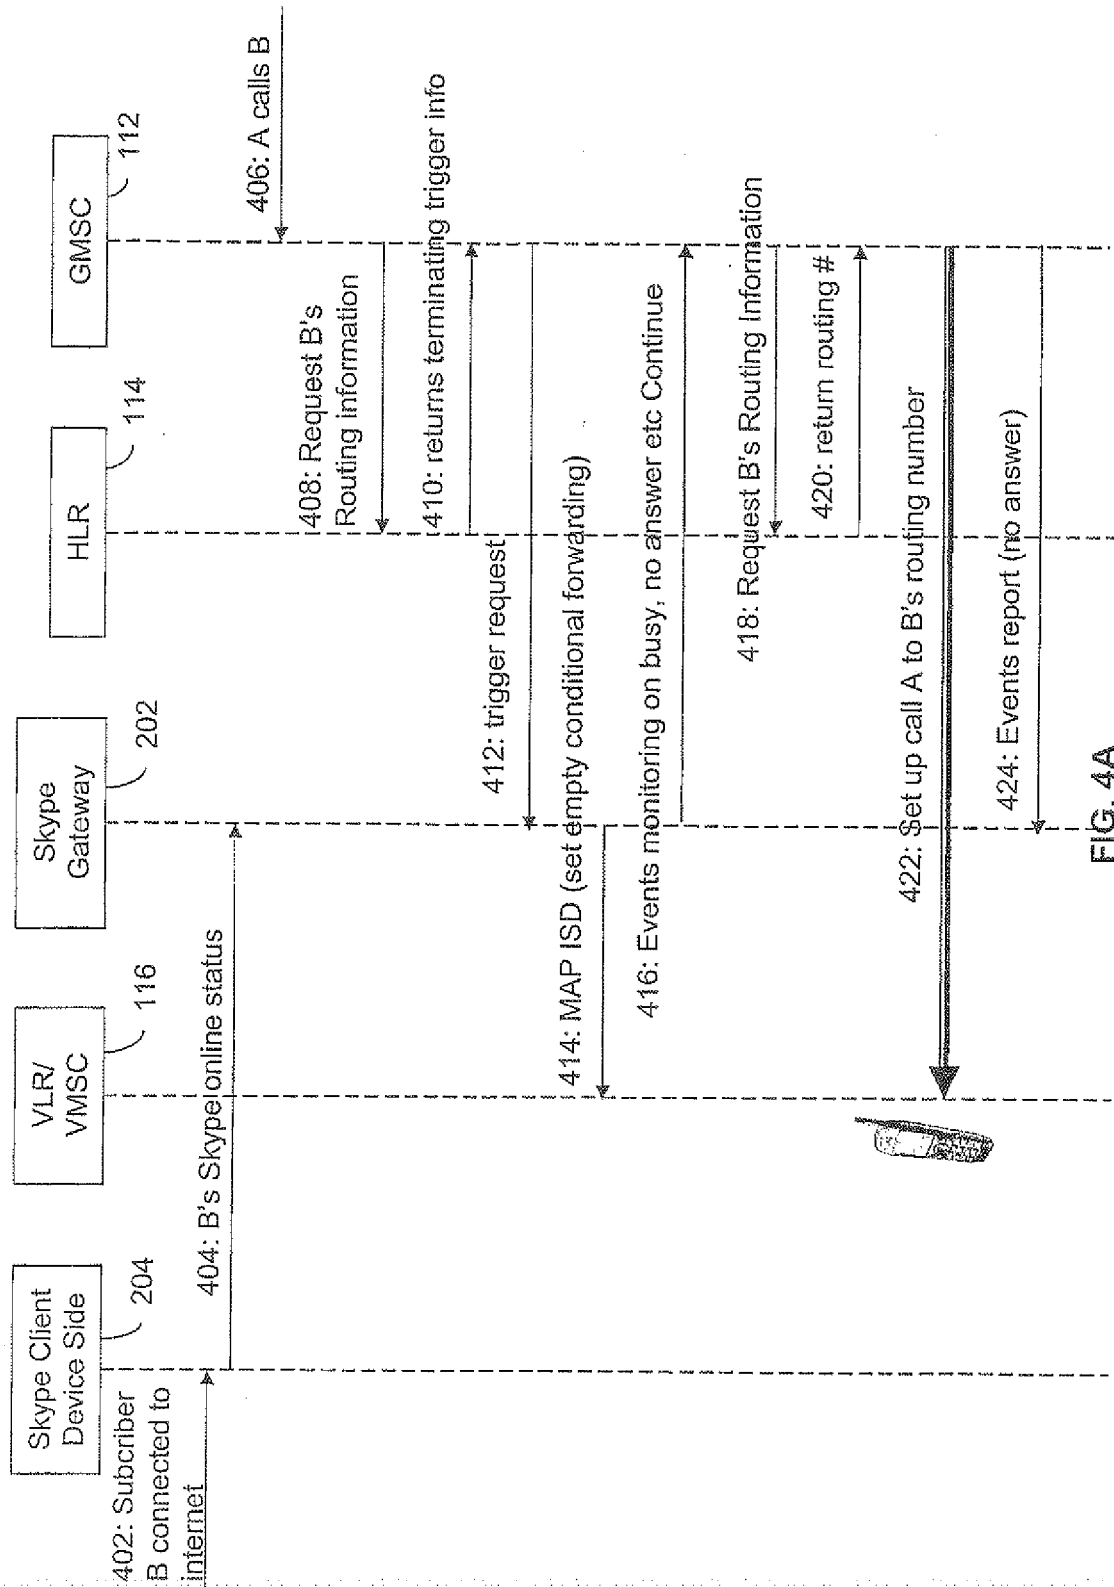 Skype Client
Device Side
204
VLR/
VMSC
116
Skype
Gateway
202
HLR
114
GMSC
112
402: Subcriber
B connected to
internet
404: B's Skype online status
406: A calls B
408: Request B's
Routing information
410: returns terminating trigger info
412: trigger request
414: MAP ISD (set empty conditional forwarding)
416: Events monitoring on busy, no answer etc Continue
418: Request B's Routing Information
420: return routing #
422: Set up call A to B's routing number
424: Events report (no answer)
FIG. 4A